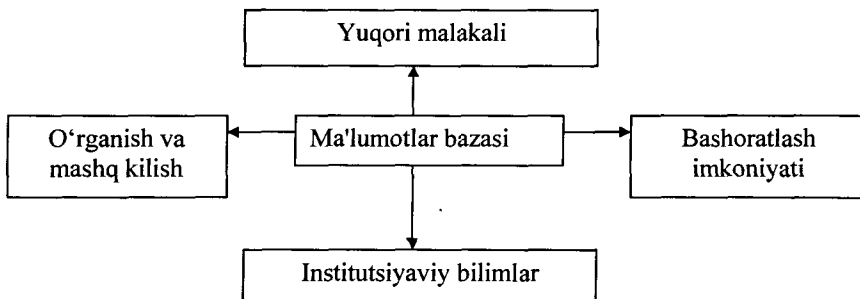 Yuqori malakali
O‘rganish va
mashq kilish
Ma'lumotlar bazasi
Bashoratlash
imkoniyati
Institutsiyaviy bilimlar